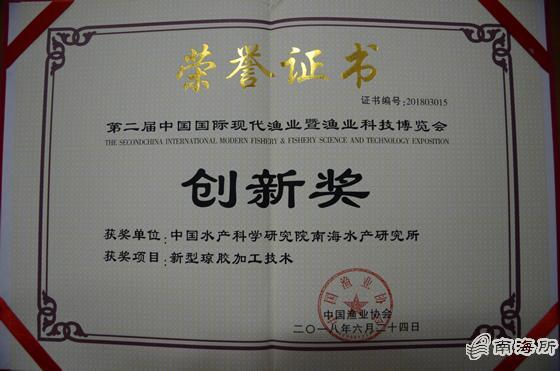 荣誉证书
证书编号:201803015
第二届中国国际现代渔业暨渔业科技博览会
THE SECONDCHINA INTERNATIONAL MODERN FISHERY & FISHERY SCIENCE AND TECHNOLOGY EXPOSITION
创新奖
获奖单位:中国水产科学研究院南海水产研究所
获奖项目:新型琼胶加工技术
中国渔业协会
中国渔业协会
二〇一八年六月二十四日
南海所